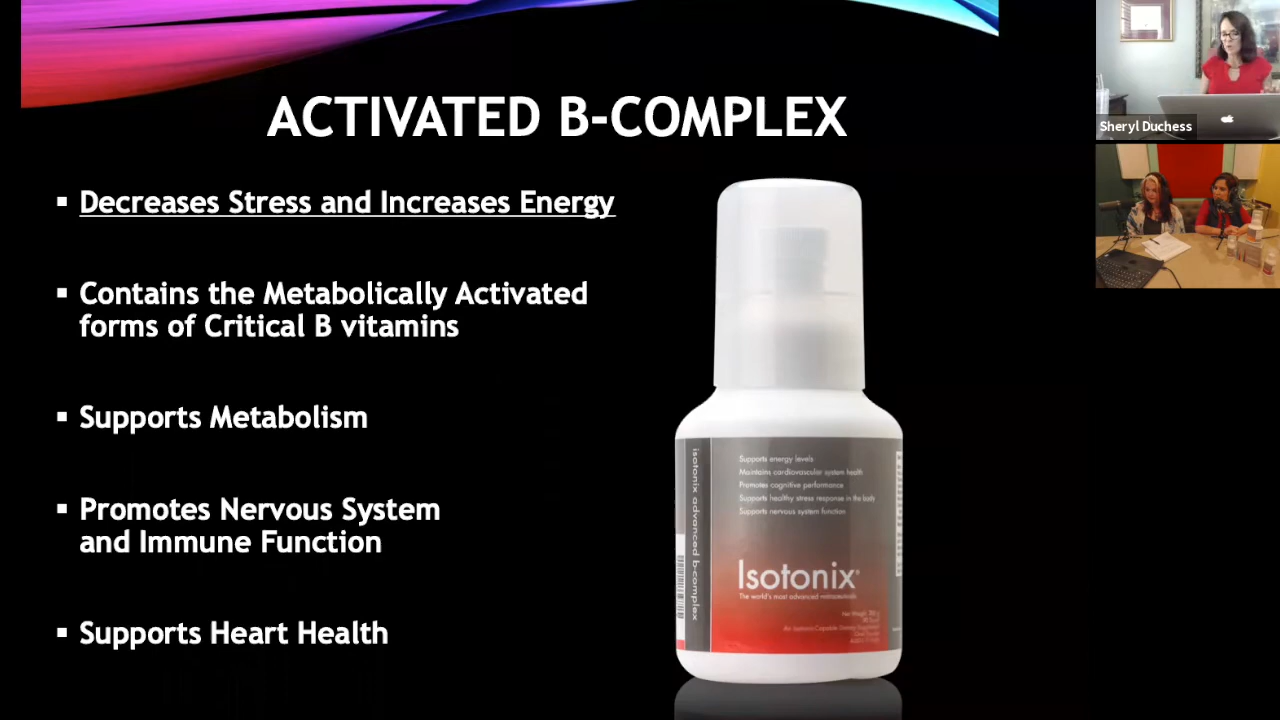 ACTIVATED B-COMPLEX
▪ Decreases Stress and Increases Energy
▪ Contains the Metabolically Activated
forms of Critical B vitamins
▪ Supports Metabolism
▪ Promotes Nervous System
and Immune Function
▪ Supports Heart Health
isotonix advanced b-complex
Supports energy levels
Maintains cardiovascular system health
Promotes cognitive performance
Supports healthy stress response in the body
Supports nervous system function
Isotonix®
The world's most advanced nutraceuticals
Sheryl Duchess